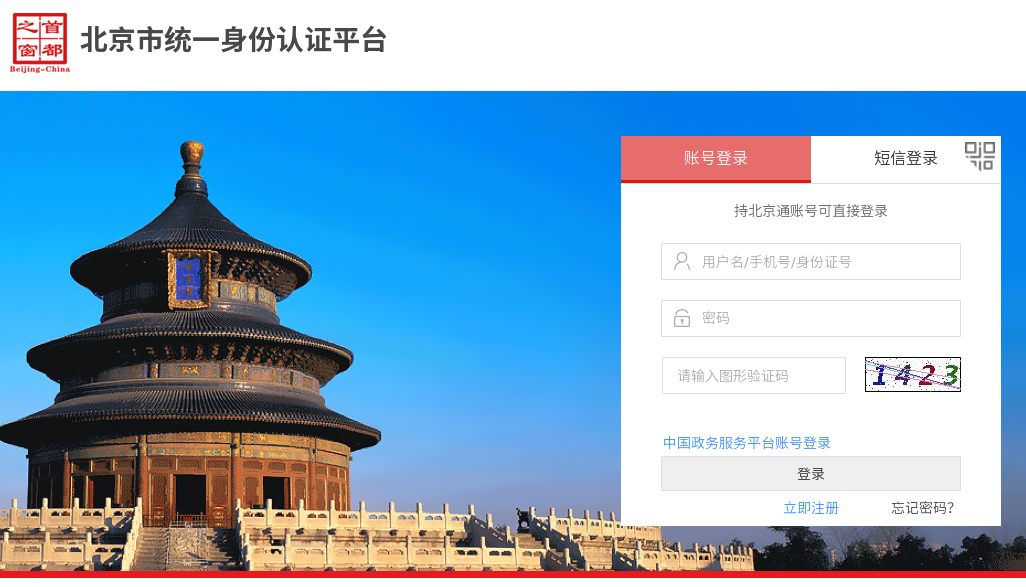 首都之窗
Beijing-China
北京市统一身份认证平台
账号登录
短信登录
持北京通账号可直接登录
用户名/手机号/身份证号
密码
请输入图形验证码
1423
中国政务服务平台账号登录
登录
立即注册
忘记密码?